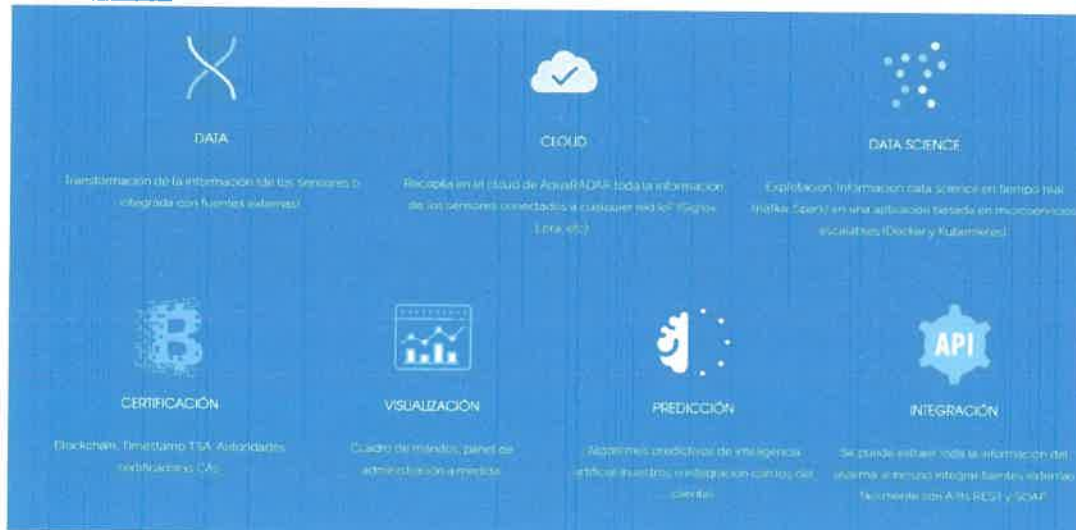 DATA
Transformación de la información (de los sensores o
integrada con fuentes externas)
CLOUD
Recopila en el cloud de AquaRADAR toda la información
de los sensores conectados a cualquier red IoT (Sigfox
Lora, etc)
DATA SCIENCE
Explotación información data science en tiempo real
(Kafka, Spark) en una aplicación basada en microservicios
escalables (Docker y Kubernetes)
B
CERTIFICACIÓN
Blockchain, Timestamp TSA, Autoridades
certificadoras CAs
VISUALIZACIÓN
Cuadro de mandos, panel de
administración a medida
PREDICCIÓN
Algoritmos predictivos de inteligencia
artificial nuestros o integración con los del
cliente
API
INTEGRACIÓN
Se puede extraer toda la información del
sistema integrar fuentes externas
fácilmente con APIs REST y SOAP